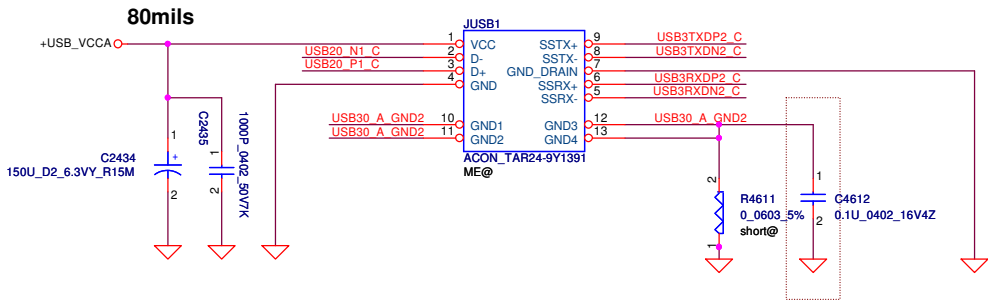 80mils
+USB_VCCA
JUSB1
1 VCC
USB20_N1_C 2 D-
USB20_P1_C 3 D+
4 GND
USB30_A_GND2 10 GND1
USB30_A_GND2 11 GND2
SSTX+ 9 USB3TXDP2_C
SSTX- 8 USB3TXDN2_C
GND_DRAIN 7
SSRX+ 6 USB3RXDP2_C
SSRX- 5 USB3RXDN2_C
GND3 12 USB30_A_GND2
GND4 13
ACON_TAR24-9Y1391
ME@
1
C2434
150U_D2_6.3VY_R15M
+
2
C2435
1000P_0402_50V7K
1
2
2
R4611
0_0603_5%
short@
1
1
C4612
0.1U_0402_16V4Z
2